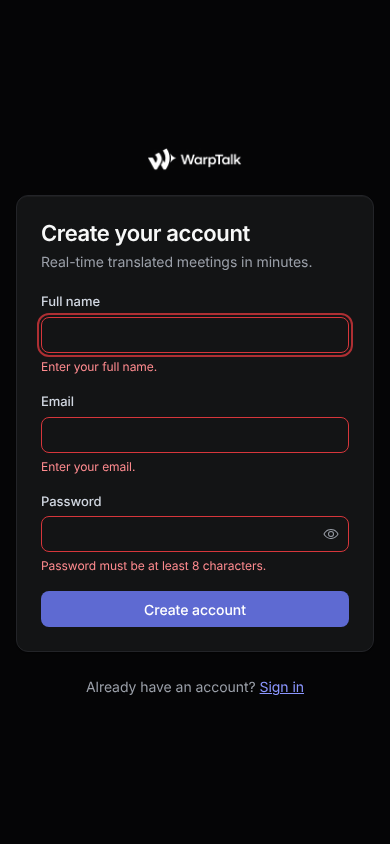 WarpTalk
Create your account
Real-time translated meetings in minutes.
Full name
Enter your full name.
Email
Enter your email.
Password
Password must be at least 8 characters.
Create account
Already have an account? Sign in